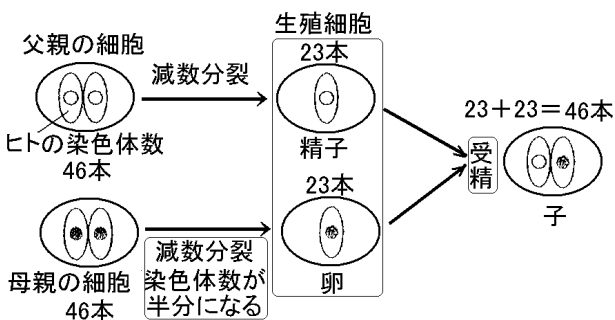 生殖細胞
父親の細胞
減数分裂
23本
23＋23＝46本
ヒトの染色体数
46本
精子
受精
子
23本
母親の細胞
46本
減数分裂
染色体数が
半分になる
卵